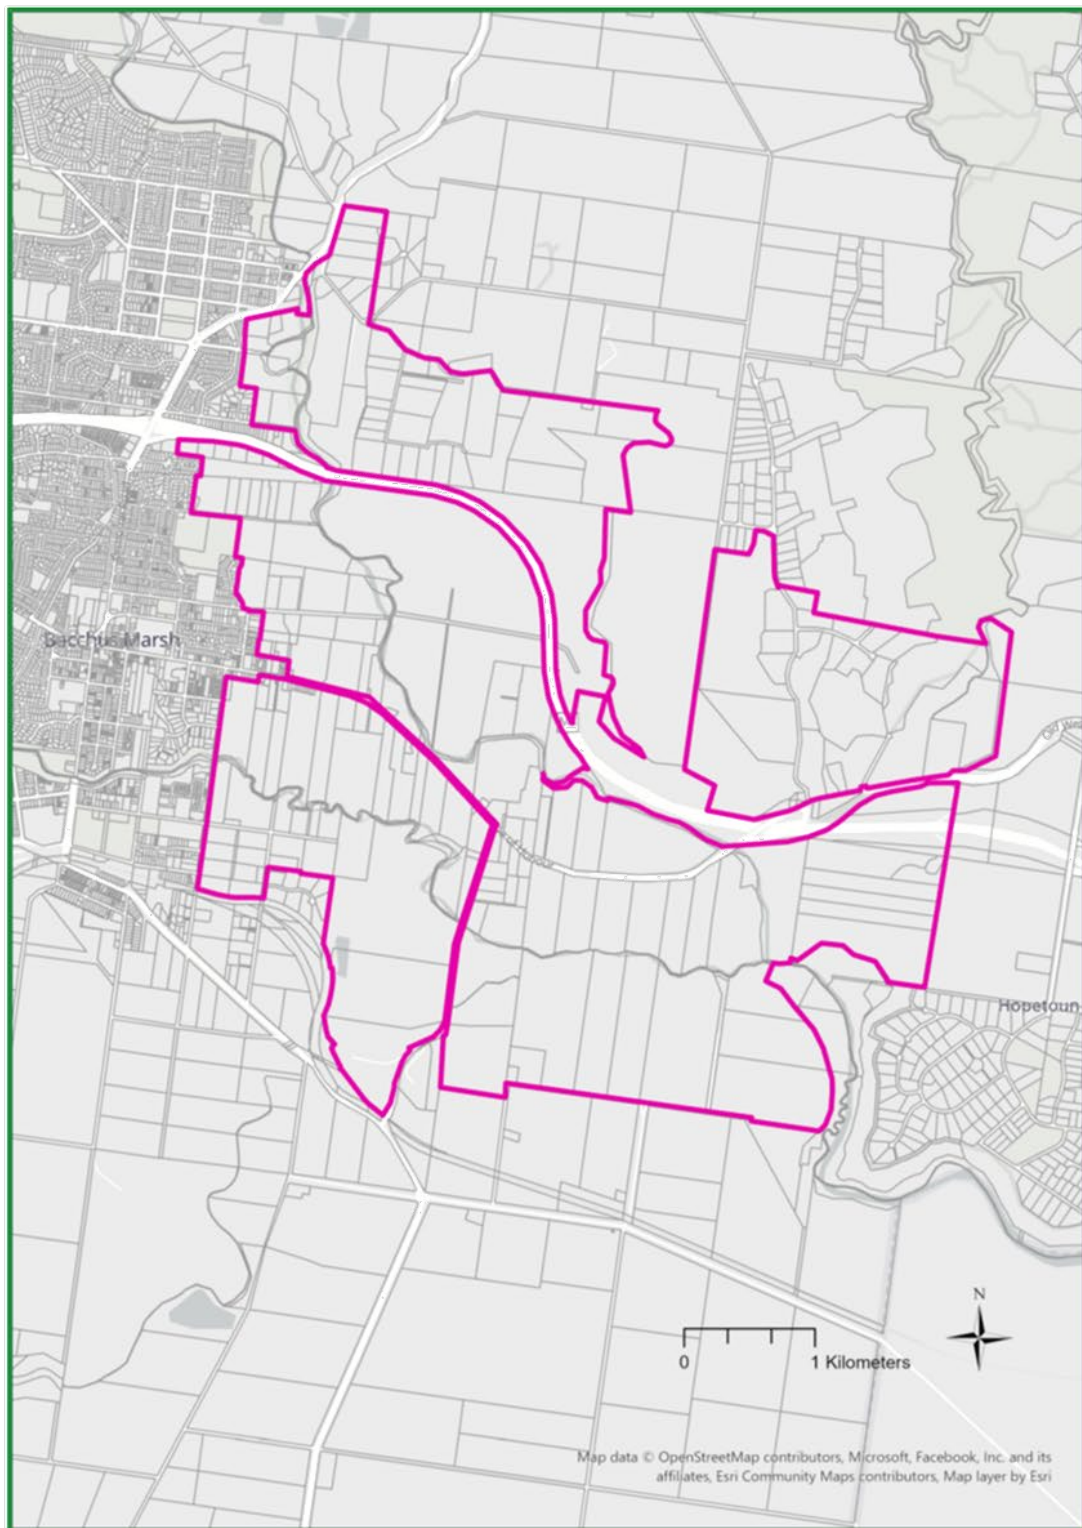 Bacchus Marsh
Hopetoun
N
0 1 Kilometers
Map data © OpenStreetMap contributors, Microsoft, Facebook, Inc. and its
affiliates, Esri Community Maps contributors, Map layer by Esri